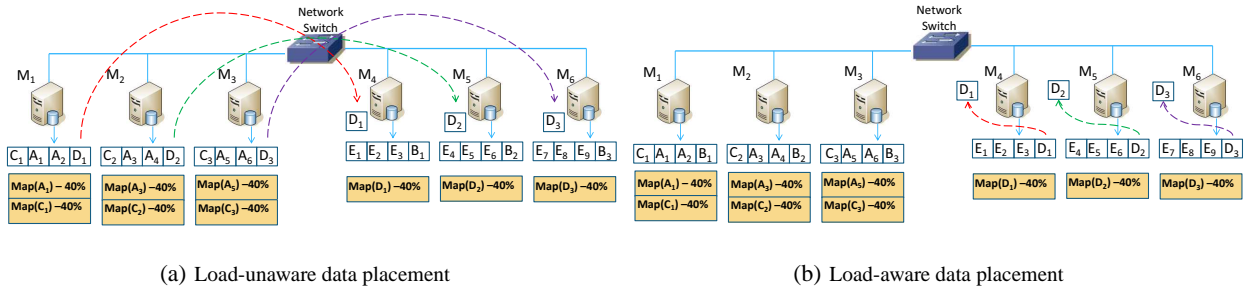 Network
Switch
M₁
M₂
M₃
M₄
M₅
M₆
D₁
D₂
D₃
C₁ A₁ A₂ D₁
C₂ A₃ A₄ D₂
C₃ A₅ A₆ D₃
E₁ E₂ E₃ B₁
E₄ E₅ E₆ B₂
E₇ E₈ E₉ B₃
Map(A₁) – 40%
Map(C₁) –40%
Map(A₃) –40%
Map(C₂) –40%
Map(A₅) –40%
Map(C₃) –40%
Map(D₁) –40%
Map(D₂) –40%
Map(D₃) –40%
(a) Load-unaware data placement
Network
Switch
M₁
M₂
M₃
M₄
M₅
M₆
D₁
D₂
D₃
C₁ A₁ A₂ B₁
C₂ A₃ A₄ B₂
C₃ A₅ A₆ B₃
E₁ E₂ E₃ D₁
E₄ E₅ E₆ D₂
E₇ E₈ E₉ D₃
Map(A₁) –40%
Map(C₁) –40%
Map(A₃) –40%
Map(C₂) –40%
Map(A₅) –40%
Map(C₃) –40%
Map(D₁) –40%
Map(D₂) –40%
Map(D₃) –40%
(b) Load-aware data placement